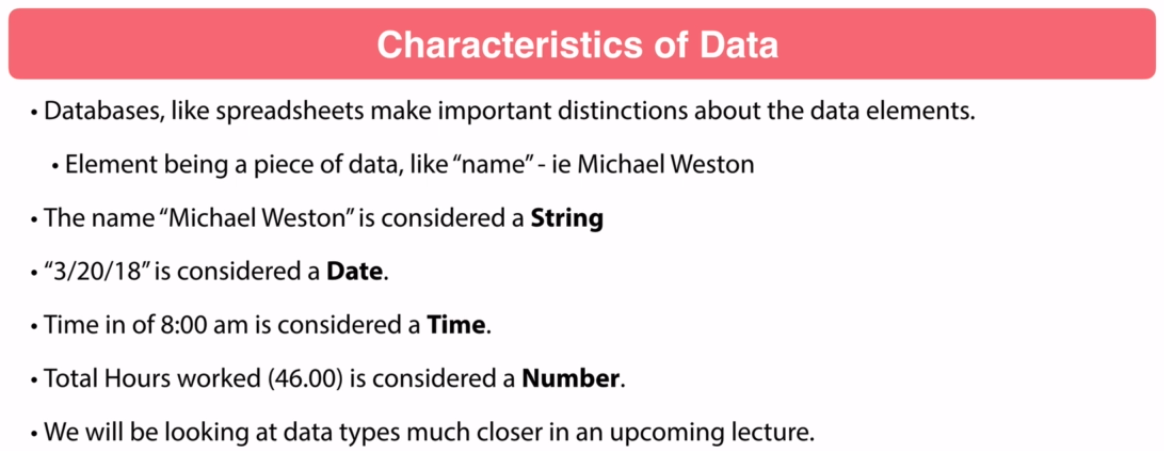 Characteristics of Data
• Databases, like spreadsheets make important distinctions about the data elements.
• Element being a piece of data, like “name” - ie Michael Weston
• The name “Michael Weston” is considered a String
• “3/20/18” is considered a Date.
• Time in of 8:00 am is considered a Time.
• Total Hours worked (46.00) is considered a Number.
• We will be looking at data types much closer in an upcoming lecture.